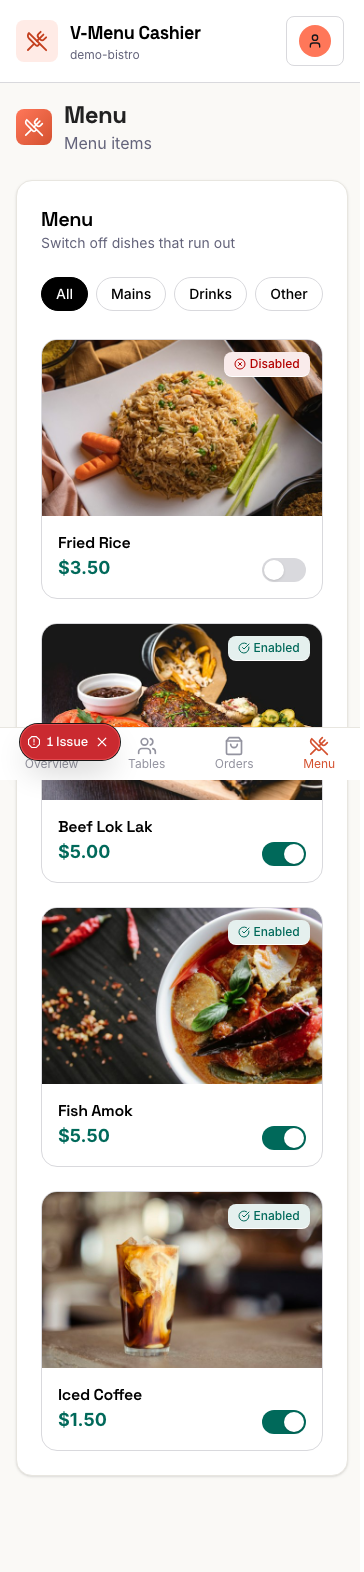 V-Menu Cashier
demo-bistro
Menu
Menu items
Menu
Switch off dishes that run out
All Mains Drinks Other
Disabled
Fried Rice
$3.50
Enabled
1 Issue
Overview Tables Orders Menu
Beef Lok Lak
$5.00
Enabled
Fish Amok
$5.50
Enabled
Iced Coffee
$1.50